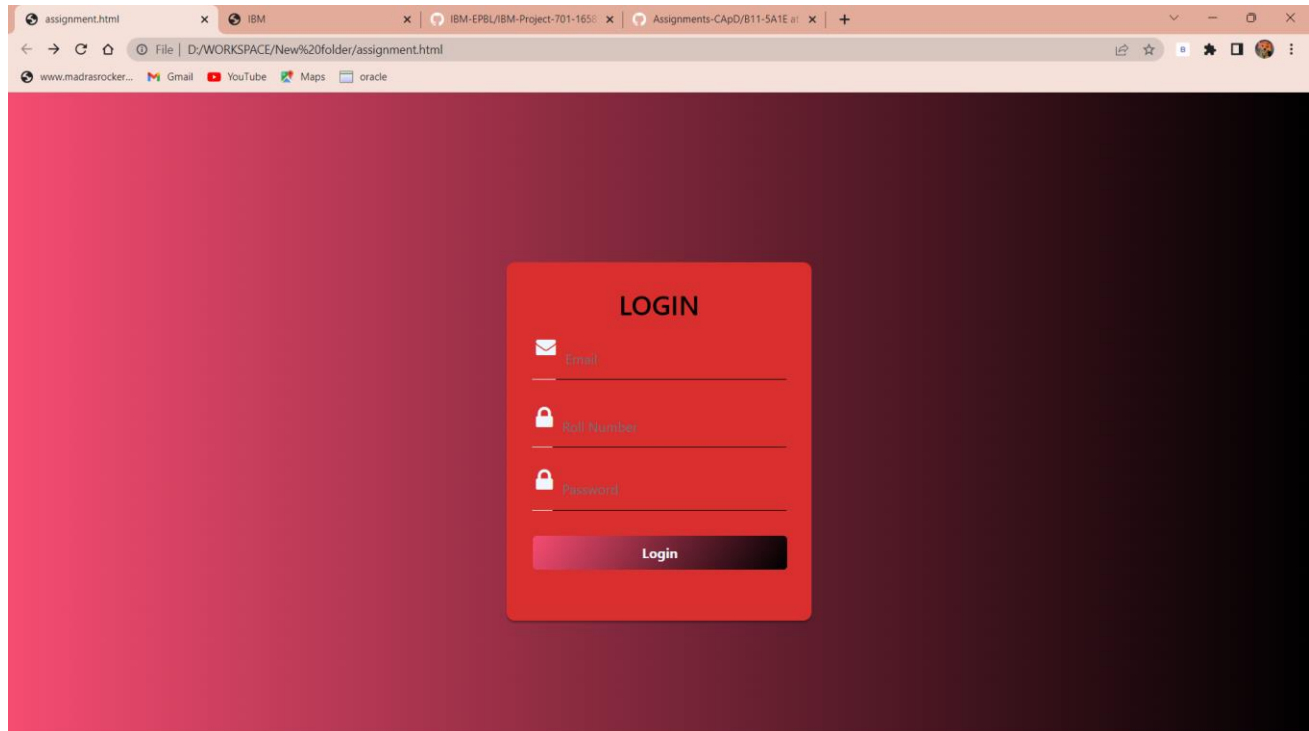 assignment.html IBM IBM-EPBL/IBM-Project-701-1658 Assignments-CApD/B11-5A1E at
File | D:/WORKSPACE/New%20folder/assignment.html
www.madrasrocker... Gmail YouTube Maps oracle
LOGIN
Email
Roll Number
Password
Login